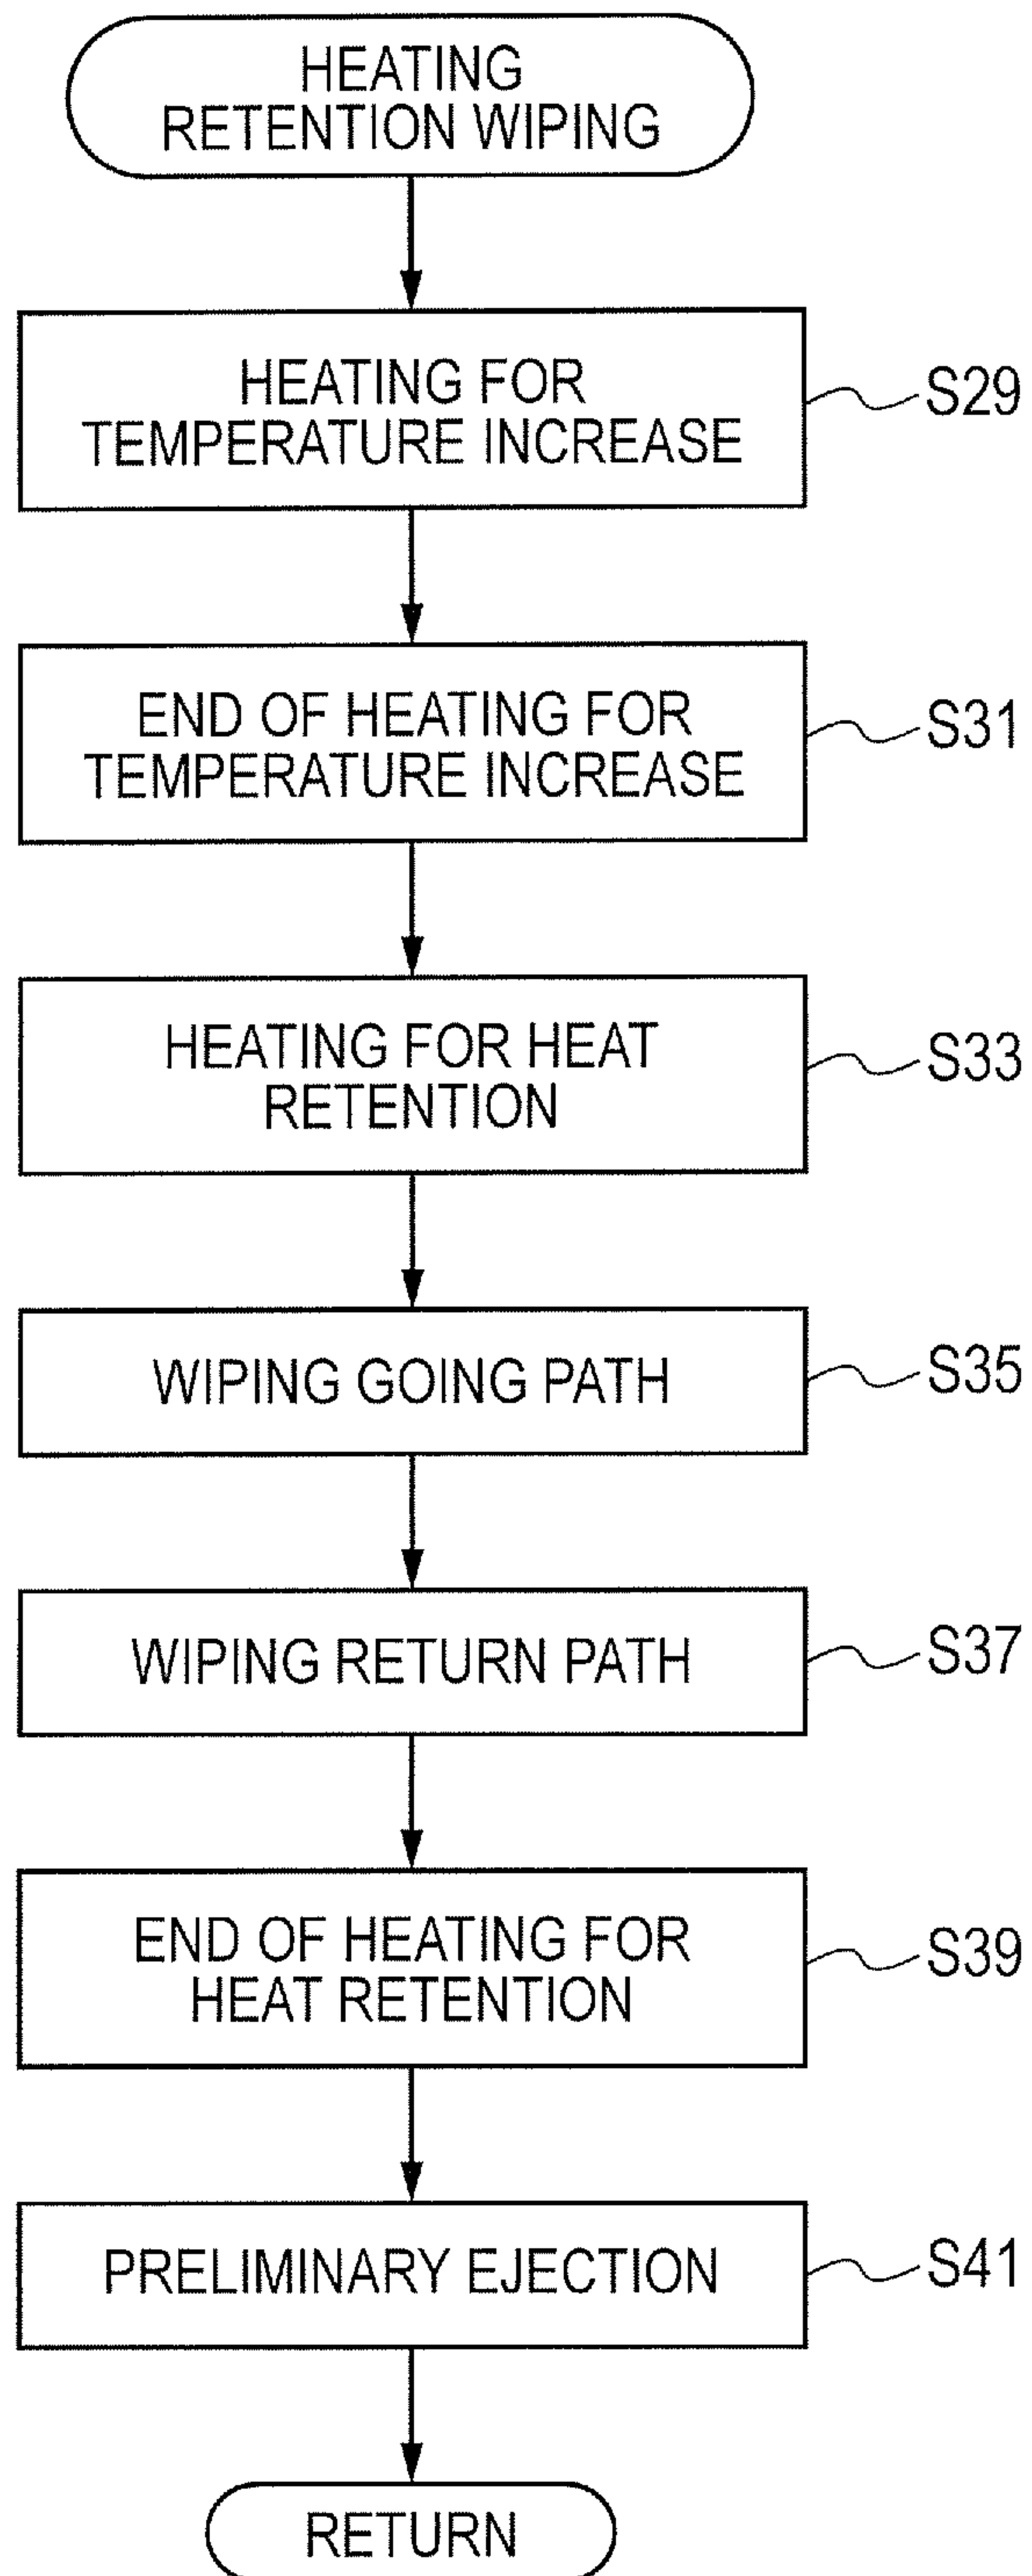 HEATING
RETENTION WIPING
HEATING FOR
TEMPERATURE INCREASE
S29
END OF HEATING FOR
TEMPERATURE INCREASE
S31
HEATING FOR HEAT
RETENTION
S33
WIPING GOING PATH
S35
WIPING RETURN PATH
S37
END OF HEATING FOR
HEAT RETENTION
S39
PRELIMINARY EJECTION
S41
RETURN